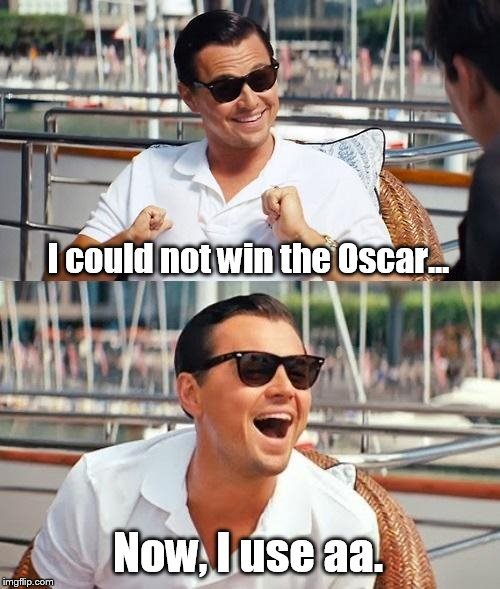 I could not win the Oscar...
Now, I use aa.
imgflip.com